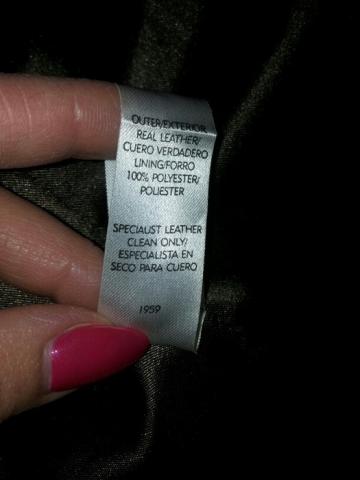 OUTER/EXTERIOR
REAL LEATHER/
CUERO VERDADERO
LINING/FORRO
100% POLYESTER/
POLIESTER
SPECIALIST LEATHER
CLEAN ONLY/
ESPECIALISTA EN
SECO PARA CUERO
1959